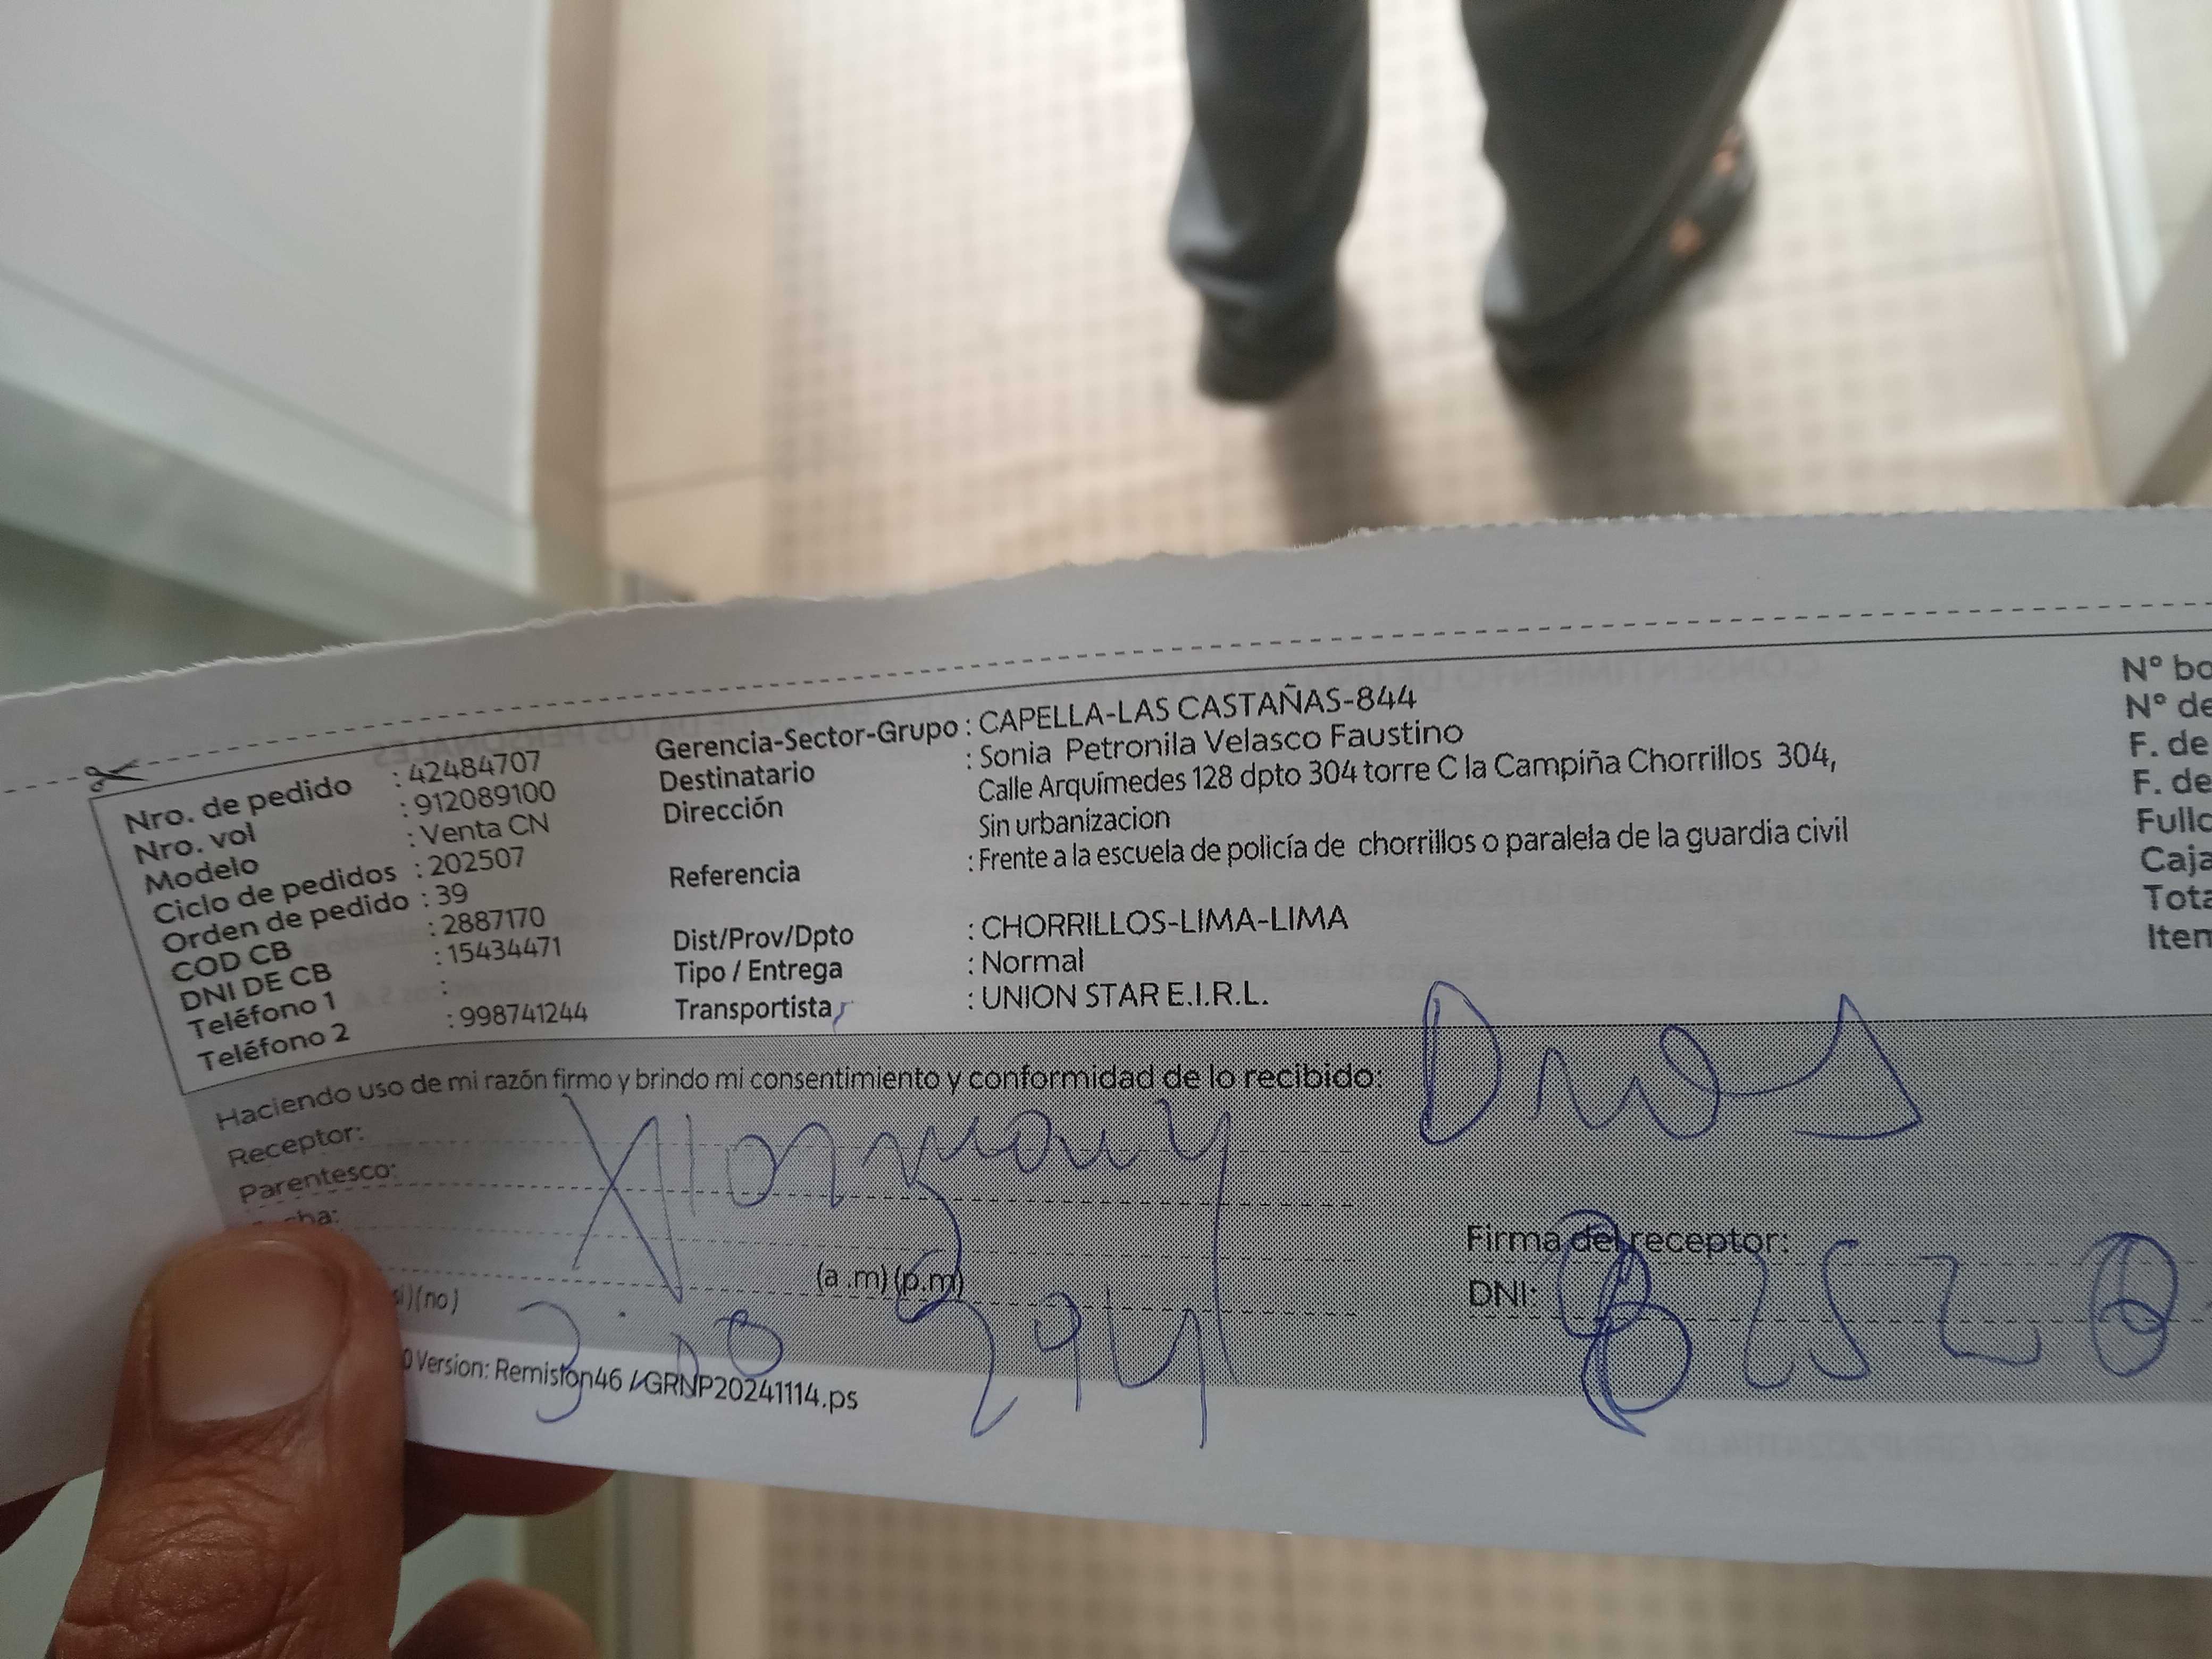 Nro. de pedido : 42484707
Nro. vol : 912089100
Modelo : Venta CN
Ciclo de pedidos : 202507
Orden de pedido : 39
COD CB : 2887170
DNI DE CB : 15434471
Teléfono 1 :
Teléfono 2 : 998741244
Gerencia-Sector-Grupo : CAPELLA-LAS CASTAÑAS-844
Destinatario : Sonia Petronila Velasco Faustino
Dirección Calle Arquímedes 128 dpto 304 torre C la Campiña Chorrillos 304,
Sin urbanizacion
Referencia : Frente a la escuela de policía de chorrillos o paralela de la guardia civil
Dist/Prov/Dpto : CHORRILLOS-LIMA-LIMA
Tipo / Entrega : Normal
Transportista : UNION STAR E.I.R.L.
N° bo
N° de
F. de
F. de
Fullc
Caja
Tota
Iten
Haciendo uso de mi razón firmo y brindo mi consentimiento y conformidad de lo recibido:
Receptor:
Parentesco:
cha:
(a .m) (p.m)
si)(no)
Firma del receptor:
DNI:
0 Version: Remision46 / GRNP20241114.ps